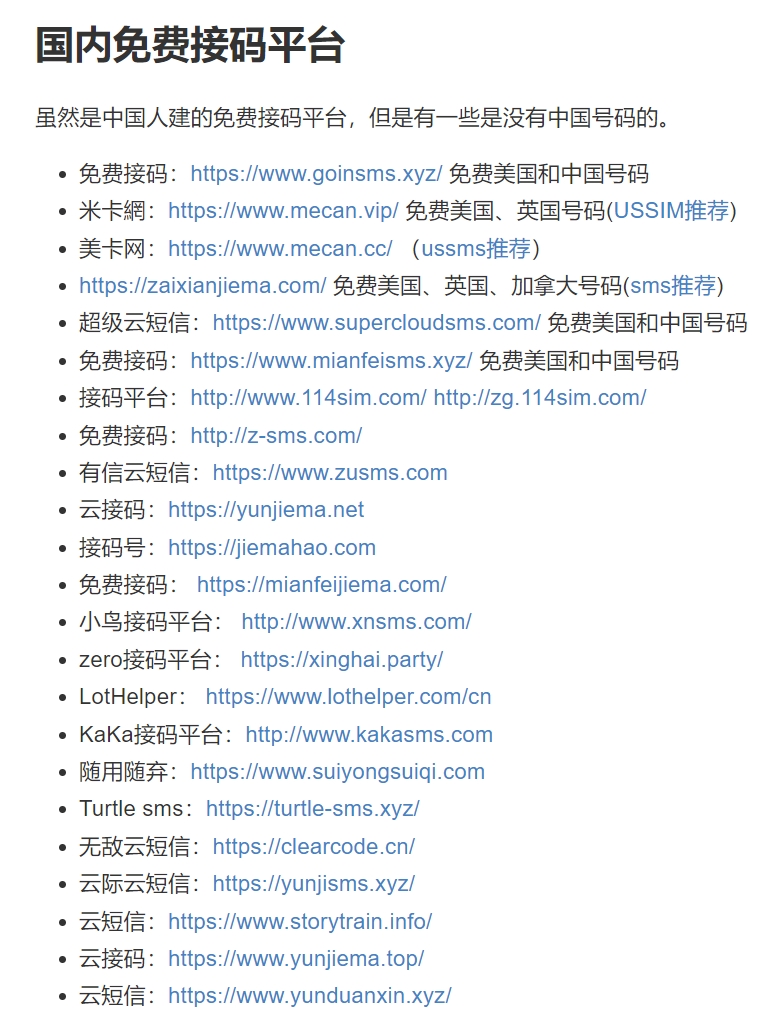 国内免费接码平台
虽然是中国人建的免费接码平台，但是有一些是没有中国号码的。
免费接码：https://www.goinsms.xyz/ 免费美国和中国号码
米卡網：https://www.mecan.vip/ 免费美国、英国号码(USSIM推荐)
美卡网：https://www.mecan.cc/ （ussms推荐）
https://zaixianjiema.com/ 免费美国、英国、加拿大号码(sms推荐)
超级云短信：https://www.supercloudsms.com/ 免费美国和中国号码
免费接码：https://www.mianfeisms.xyz/ 免费美国和中国号码
接码平台：http://www.114sim.com/ http://zg.114sim.com/
免费接码：http://z-sms.com/
有信云短信：https://www.zusms.com
云接码：https://yunjiema.net
接码号：https://jiemahao.com
免费接码： https://mianfeijiema.com/
小鸟接码平台： http://www.xnsms.com/
zero接码平台： https://xinghai.party/
LotHelper： https://www.lothelper.com/cn
KaKa接码平台：http://www.kakasms.com
随用随弃：https://www.suiyongsuiqi.com
Turtle sms：https://turtle-sms.xyz/
无敌云短信：https://clearcode.cn/
云际云短信：https://yunjisms.xyz/
云短信：https://www.storytrain.info/
云接码：https://www.yunjiema.top/
云短信：https://www.yunduanxin.xyz/